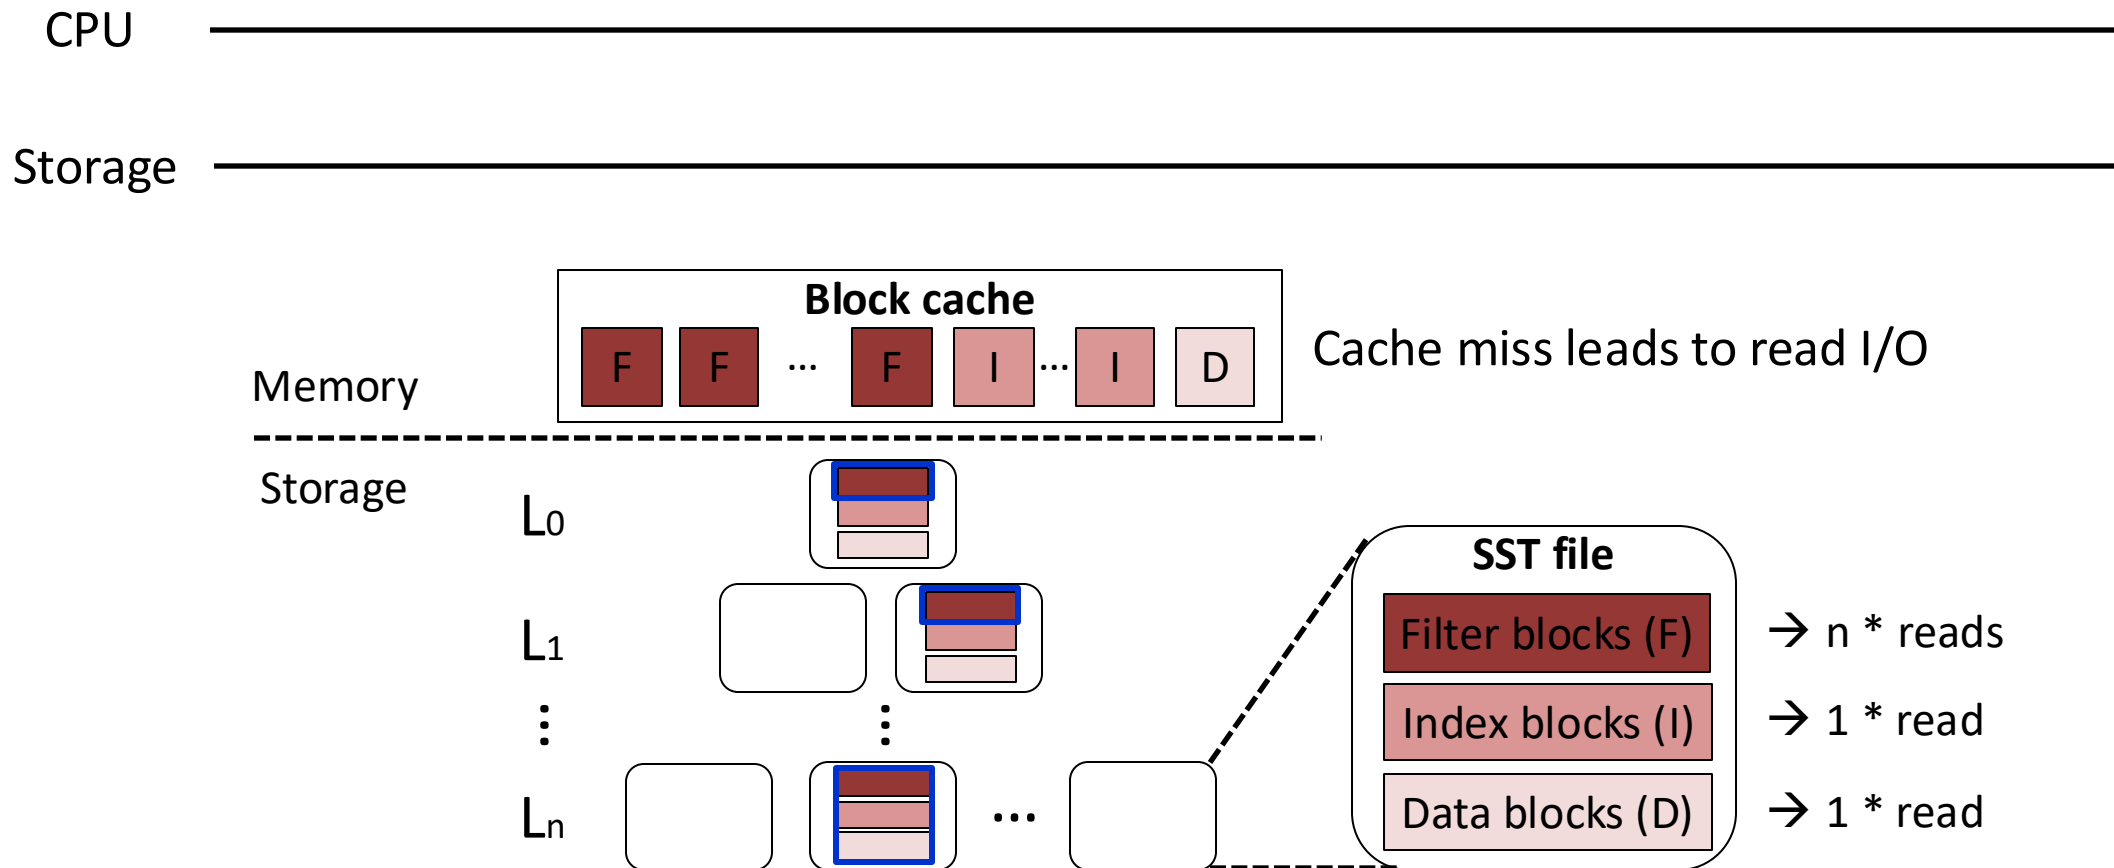 CPU
Storage
Block cache
F F ... F I ... I D
Cache miss leads to read I/O
Memory
Storage
L0
L1
Ln
...
SST file
Filter blocks (F) → n * reads
Index blocks (I) → 1 * read
Data blocks (D) → 1 * read